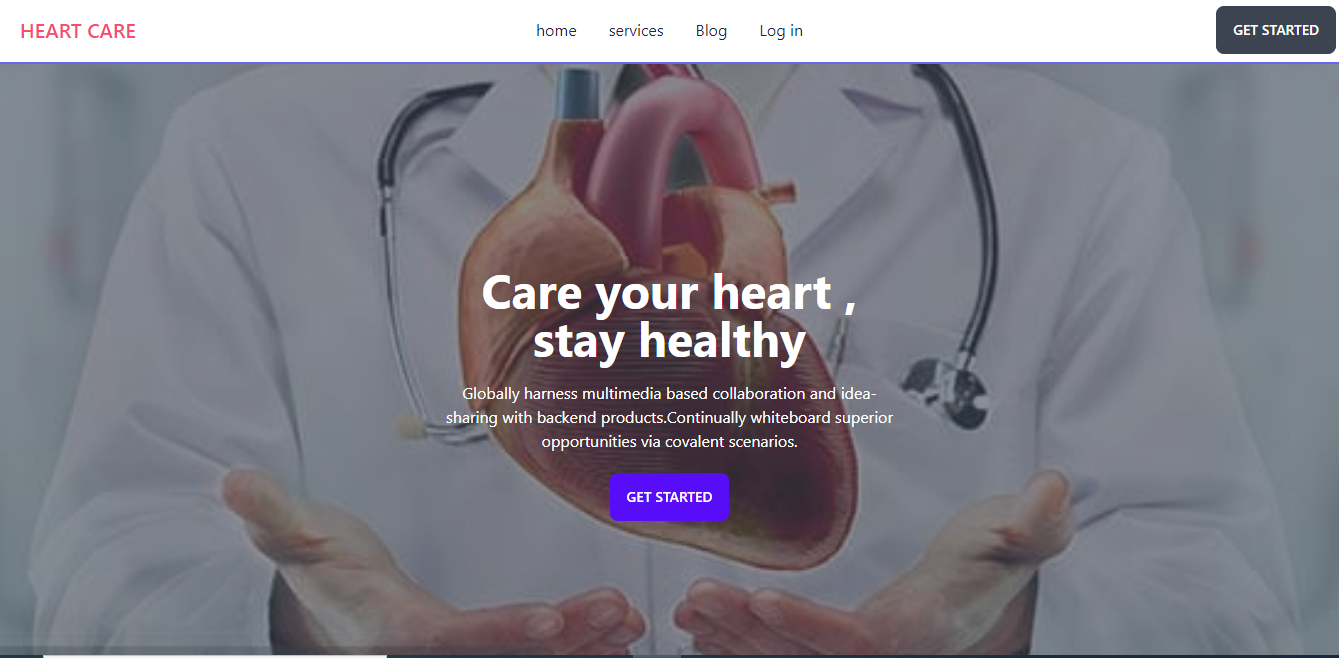 HEART CARE
home services Blog Log in
GET STARTED
Care your heart ,
stay healthy
Globally harness multimedia based collaboration and idea-
sharing with backend products.Continually whiteboard superior
opportunities via covalent scenarios.
GET STARTED